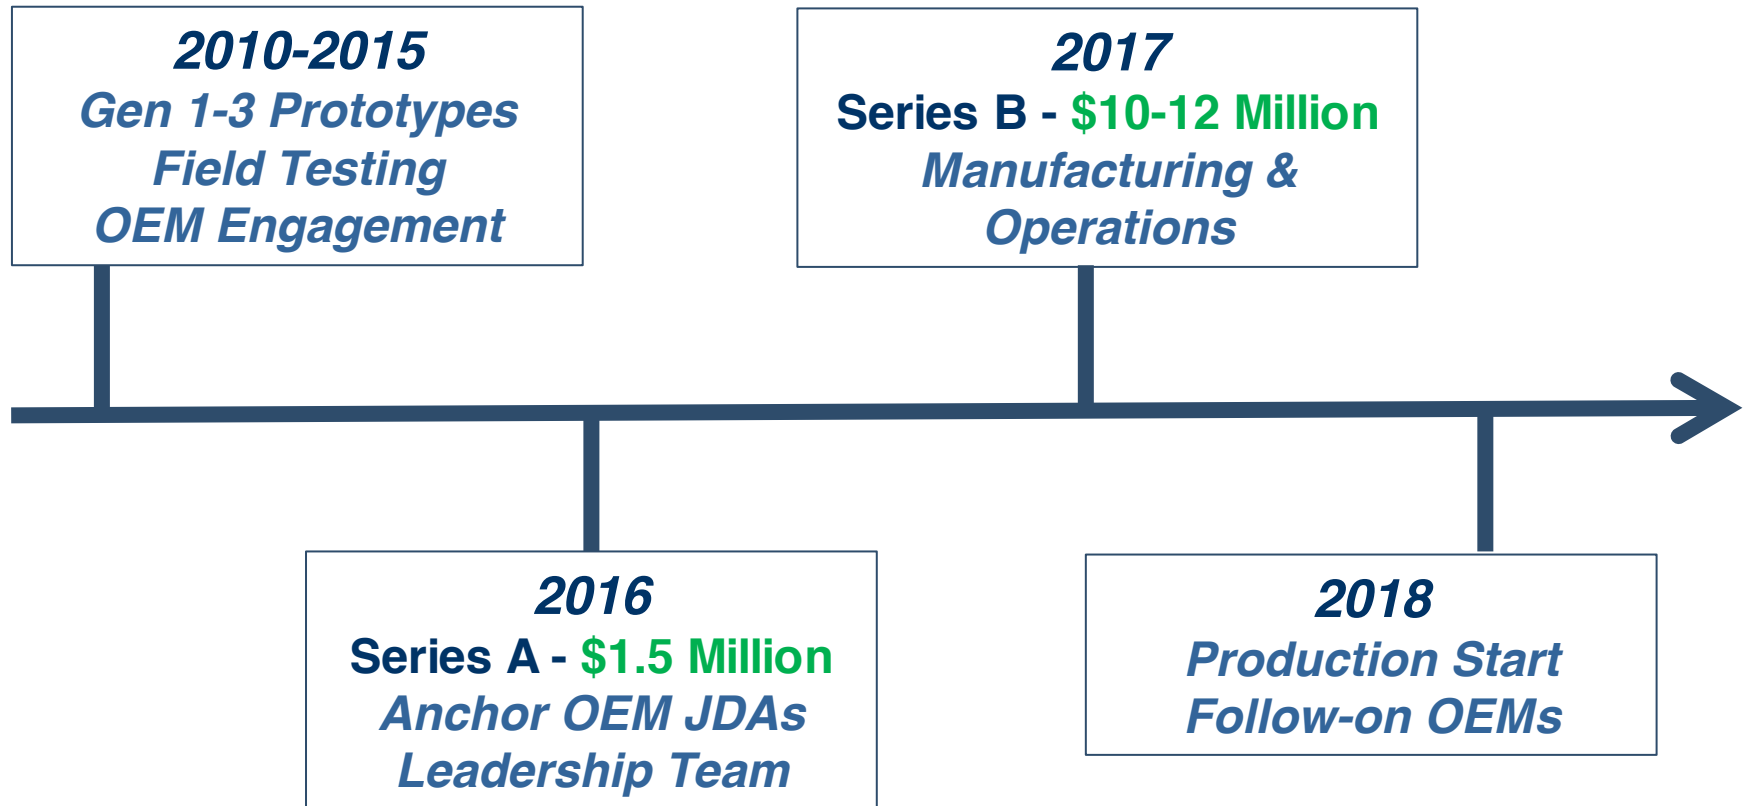 2010-2015
Gen 1-3 Prototypes
Field Testing
OEM Engagement
2016
Series A - $1.5 Million
Anchor OEM JDAs
Leadership Team
2017
Series B - $10-12 Million
Manufacturing &
Operations
2018
Production Start
Follow-on OEMs